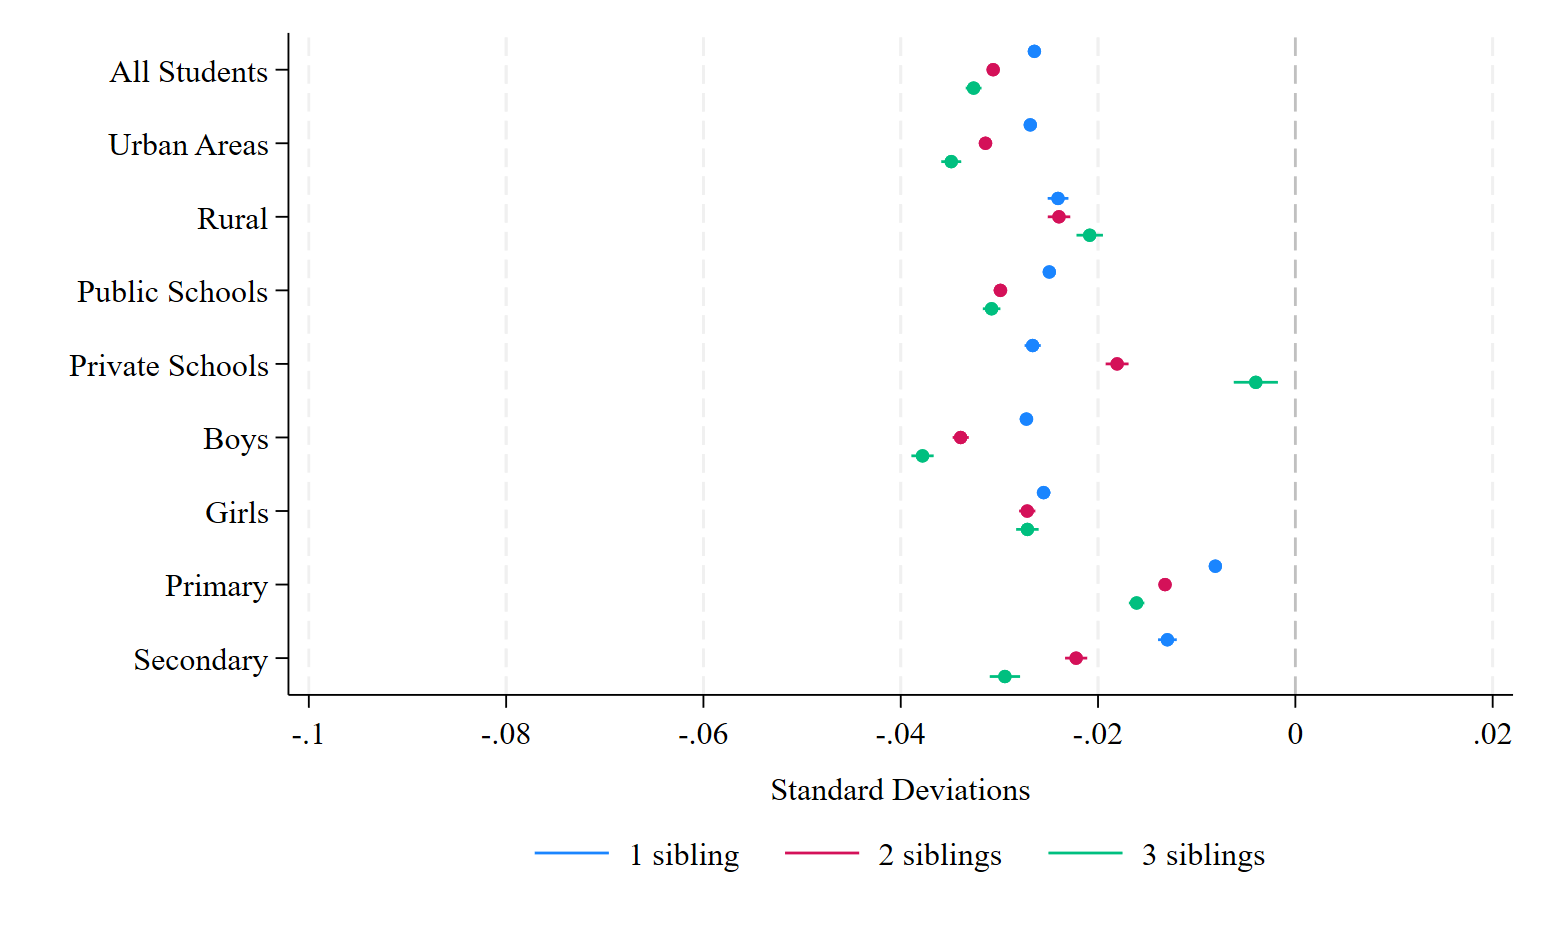 All Students
Urban Areas
Rural
Public Schools
Private Schools
Boys
Girls
Primary
Secondary
-.1 -.08 -.06 -.04 -.02 0 .02
Standard Deviations
1 sibling 2 siblings 3 siblings